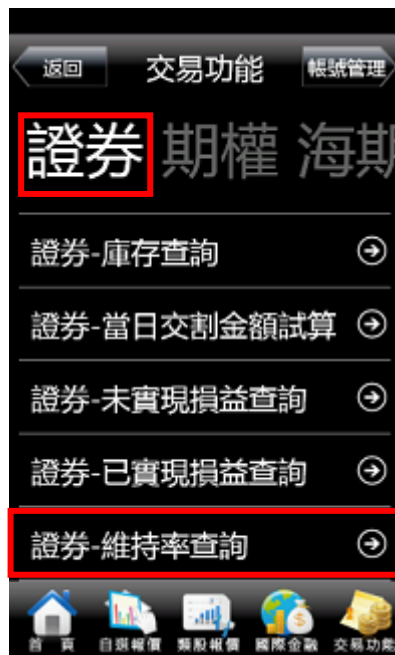 返回 交易功能 帳號管理
證券 期權 海期
證券-庫存查詢
證券-當日交割金額試算
證券-未實現損益查詢
證券-已實現損益查詢
證券-維持率查詢
首頁 自選報價 類股報價 國際金融 交易功能